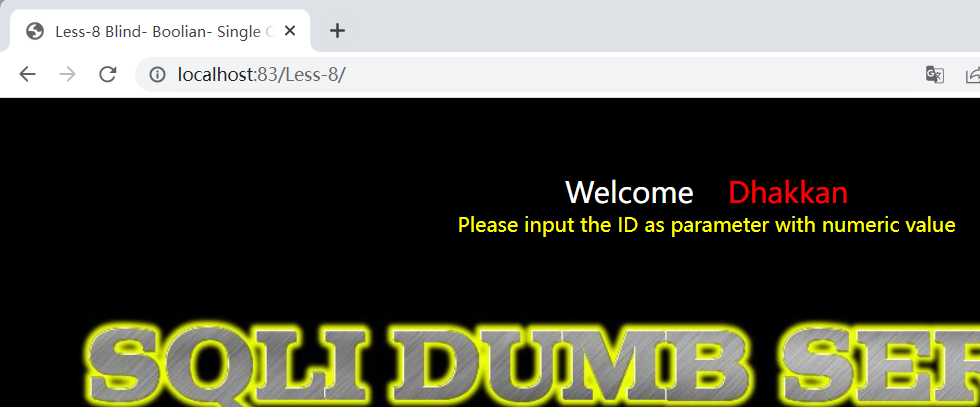 Less-8 Blind- Boolian- Single
localhost:83/Less-8/
Welcome Dhakkan
Please input the ID as parameter with numeric value
SQLI DUMB SER